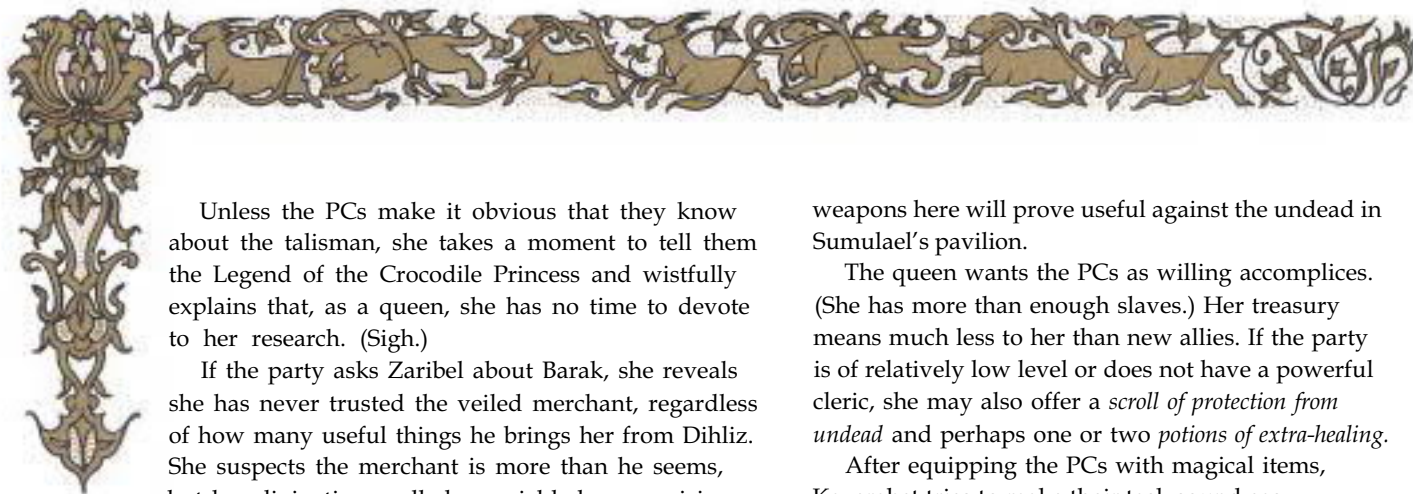 Unless the PCs make it obvious that they know
about the talisman, she takes a moment to tell them
the Legend of the Crocodile Princess and wistfully
explains that, as a queen, she has no time to devote
to her research. (Sigh.)
If the party asks Zaribel about Barak, she reveals
she has never trusted the veiled merchant, regardless
of how many useful things he brings her from Dihliz.
She suspects the merchant is more than he seems,
weapons here will prove useful against the undead in
Sumulael’s pavilion.
The queen wants the PCs as willing accomplices.
(She has more than enough slaves.) Her treasury
means much less to her than new allies. If the party
is of relatively low level or does not have a powerful
cleric, she may also offer a scroll of protection from
undead and perhaps one or two potions of extra-healing.
After equipping the PCs with magical items,